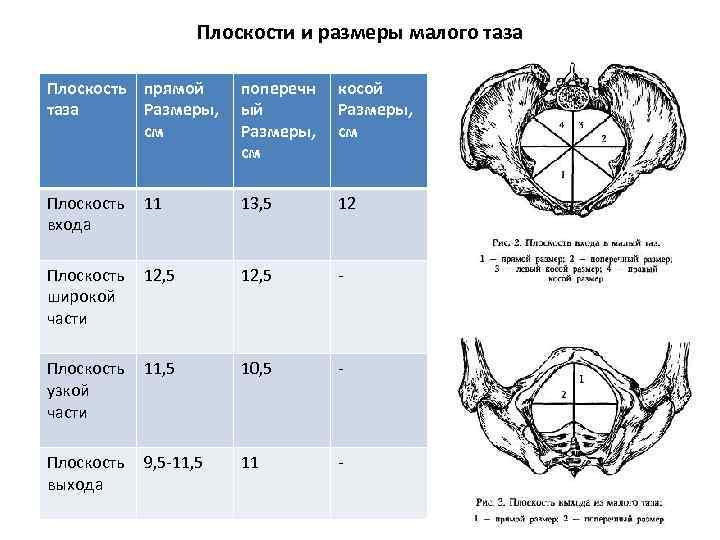 Плоскости и размеры малого таза
Плоскость прямой поперечн косой
таза Размеры, ый Размеры,
см Размеры, см
см
Плоскость 11 13,5 12
входа
Плоскость 12,5 12,5 -
широкой
части
Плоскость 11,5 10,5 -
узкой
части
Плоскость 9,5-11,5 11 -
выхода
4 3
2
1
Рис. 2. Плоскость входа в малый таз.
1 — прямой размер; 2 — поперечный размер;
3 — левый косой размер; 4 — правый
косой размер
1
2
Рис. 3. Плоскость выхода из малого таза:
1 — прямой размер; 2 — поперечный размер